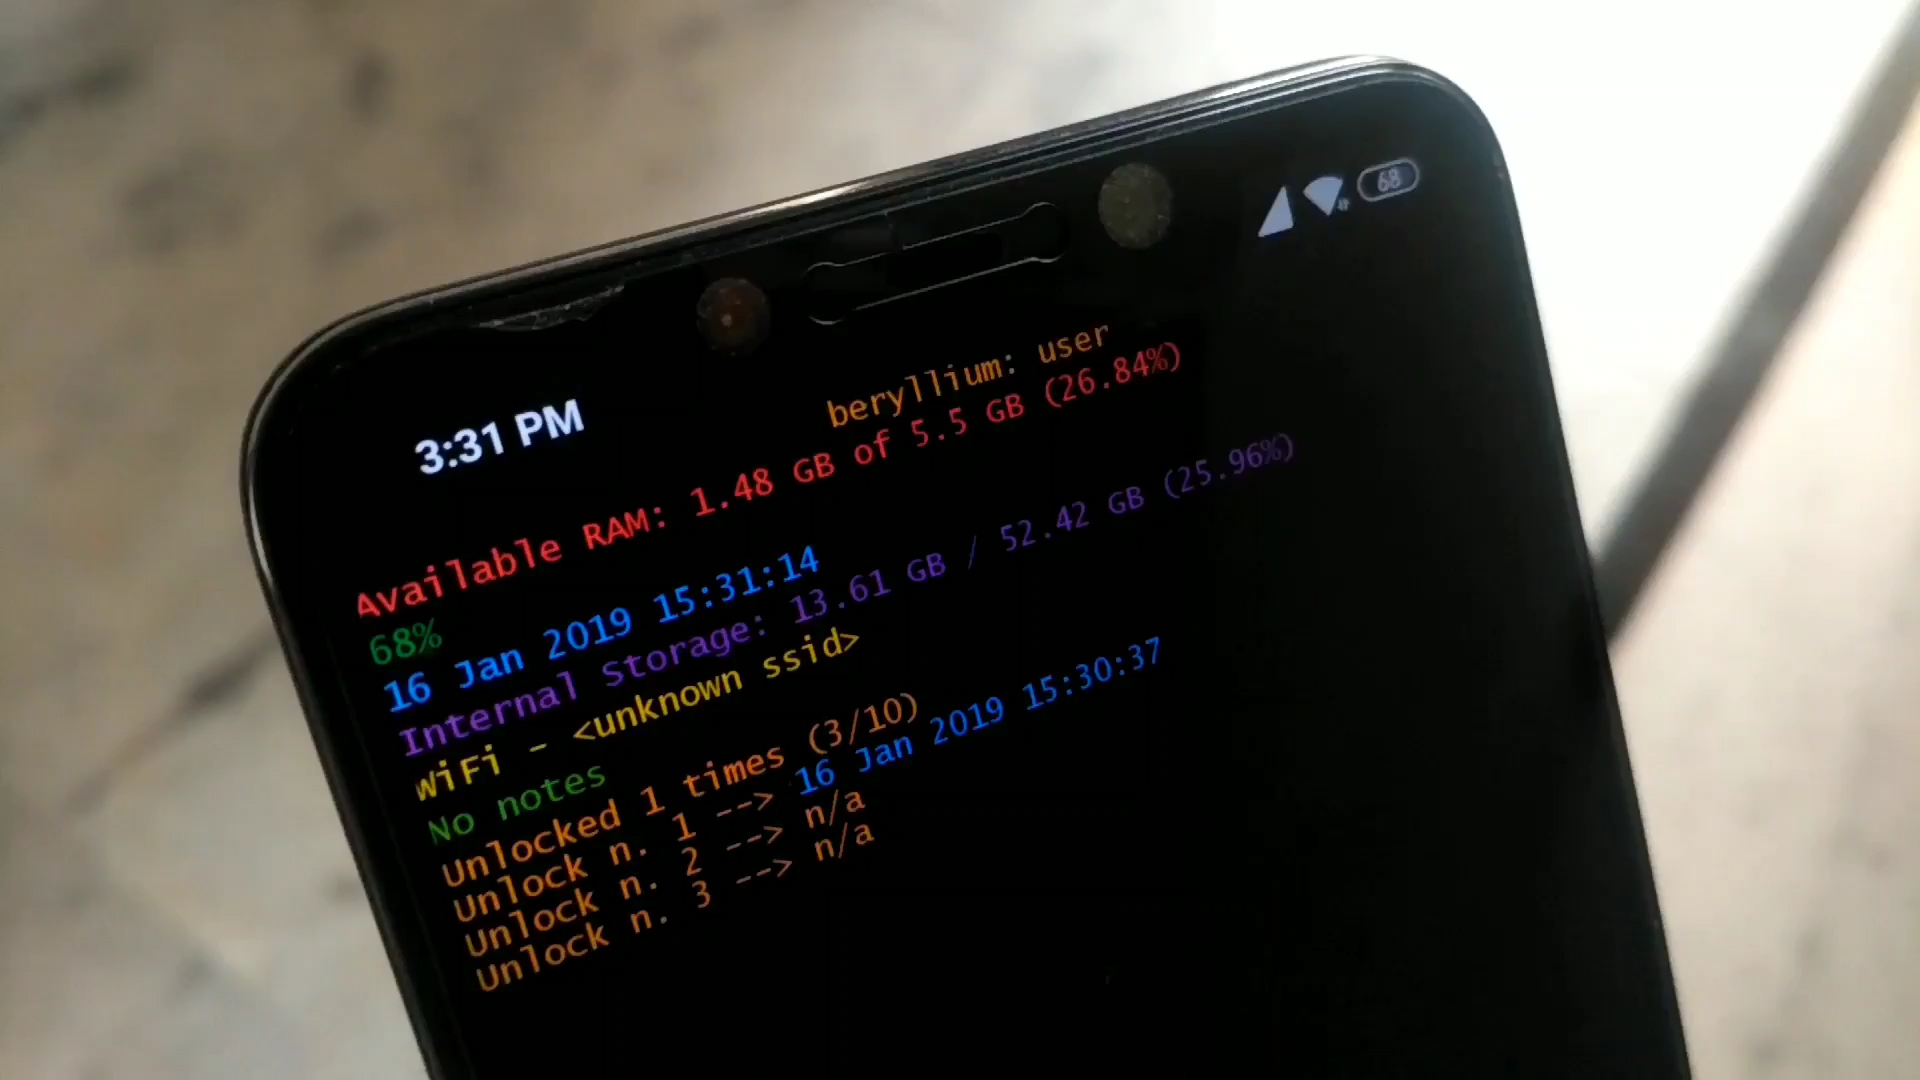 68
3:31 PM
beryllium: user
Available RAM: 1.48 GB of 5.5 GB (26.84%)
68%
16 Jan 2019 15:31:14
Internal Storage: 13.61 GB / 52.42 GB (25.96%)
WiFi - <unknown ssid>
No notes
Unlocked 1 times (3/10)
Unlock n. 1 --> 16 Jan 2019 15:30:37
Unlock n. 2 --> n/a
Unlock n. 3 --> n/a